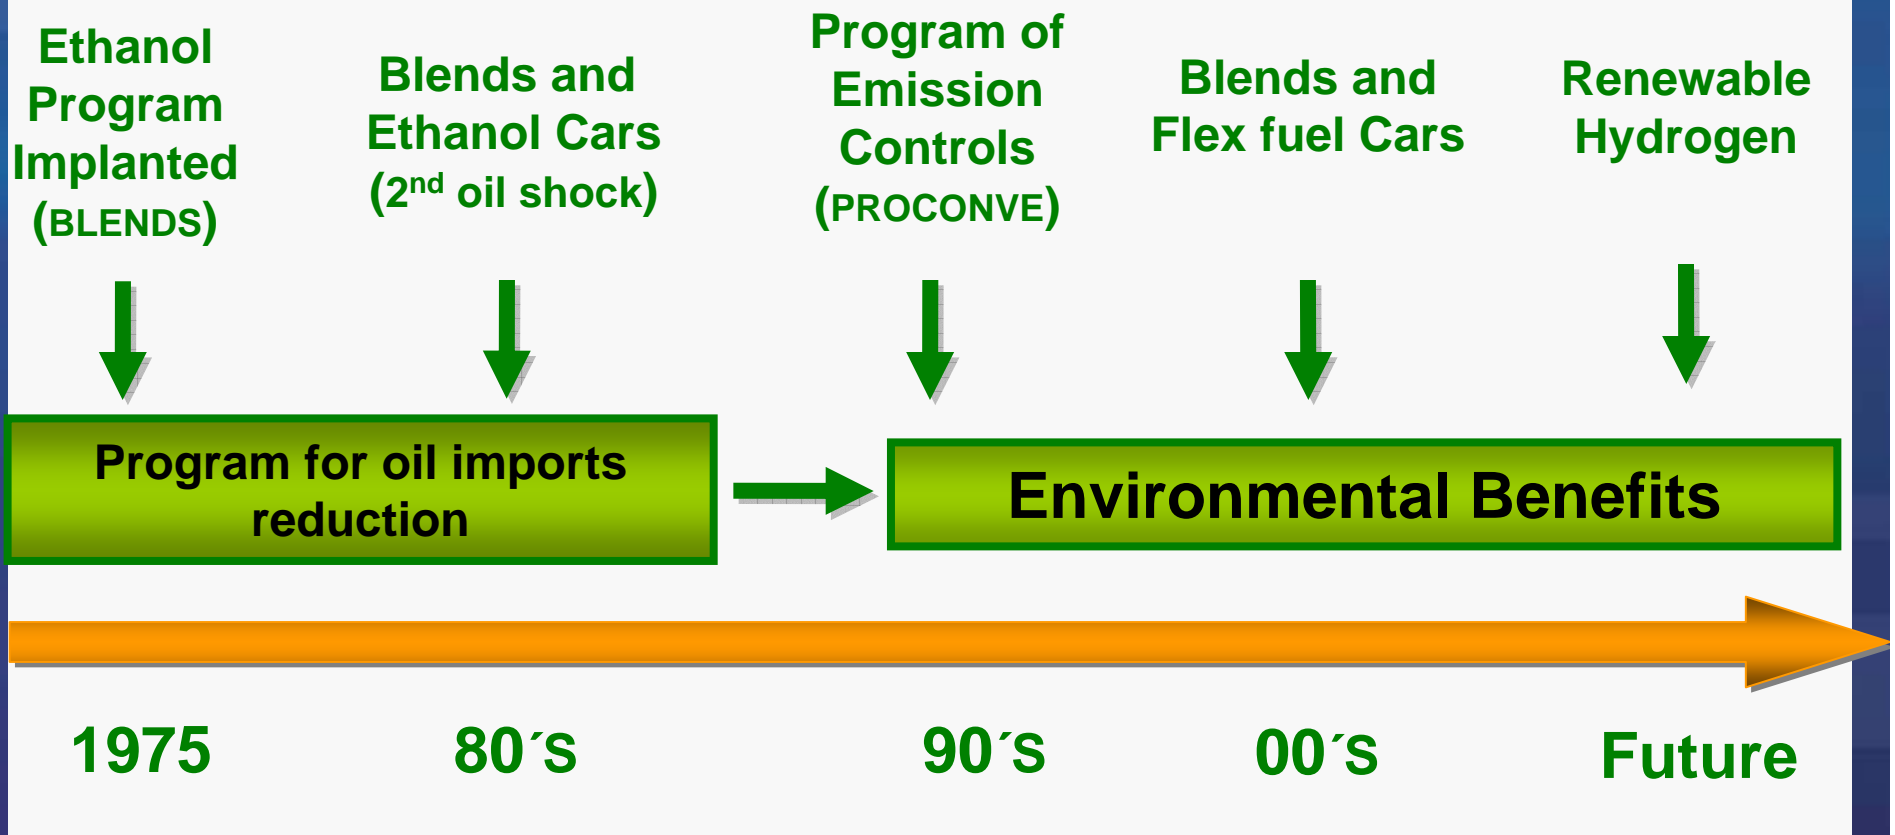 Ethanol
Program
Implanted
(BLENDS)
Blends and
Ethanol Cars
(2nd oil shock)
Program of
Emission
Controls
(PROCONVE)
Blends and
Flex fuel Cars
Renewable
Hydrogen
Program for oil imports
reduction
Environmental Benefits
1975
80´S
90´S
00´S
Future